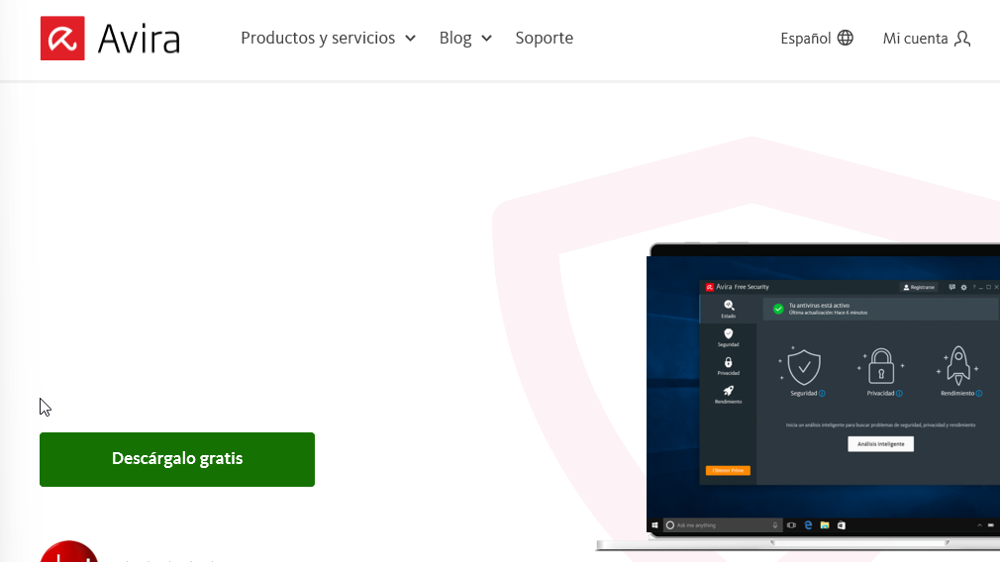 Avira
Productos y servicios
Blog
Soporte
Español
Mi cuenta
Avira Free Security
Registrarse
Tu antivirus está activo
Última actualización: Hace 6 minutos
Estado
Seguridad
Privacidad
Rendimiento
Seguridad
Privacidad
Rendimiento
Inicia un análisis inteligente para buscar problemas de seguridad, privacidad y rendimiento
Análisis inteligente
Obtener Prime
Ask me anything
Descárgalo gratis